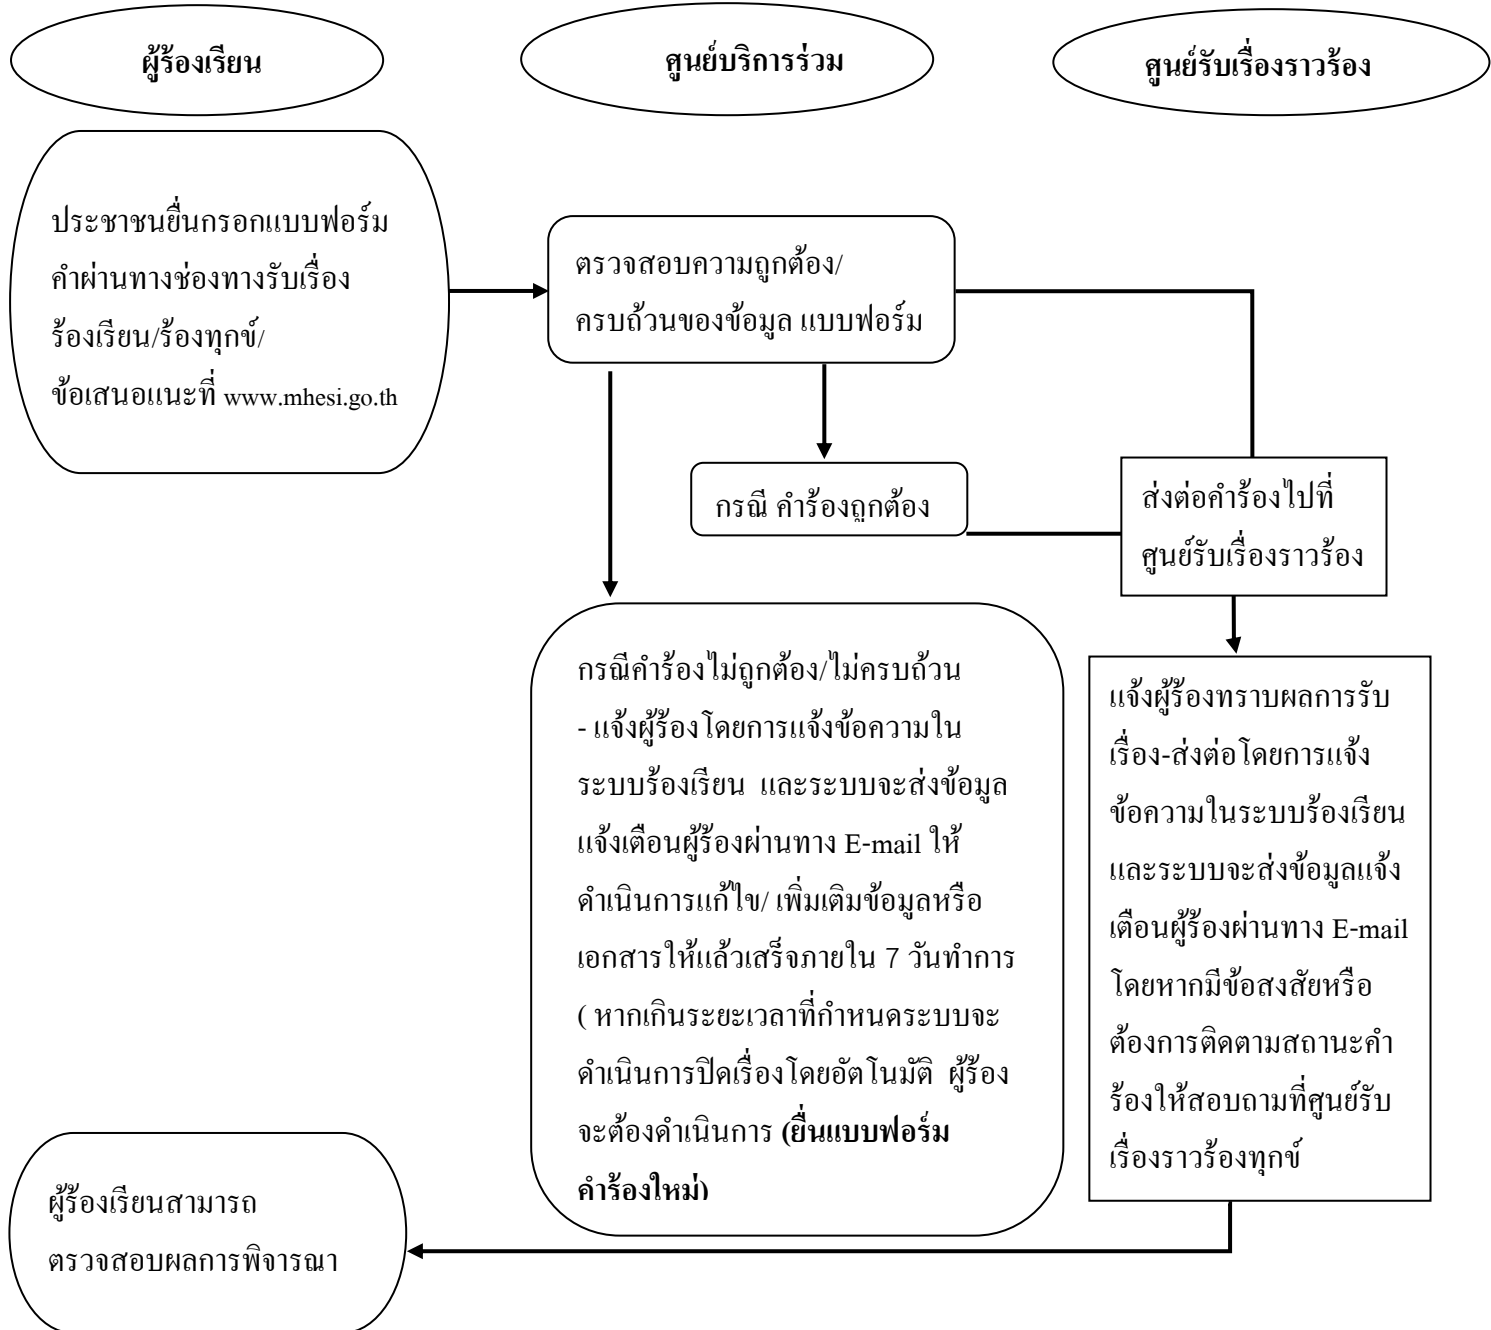 ผู้ร้องเรียน
ศูนย์บริการร่วม
ศูนย์รับเรื่องราวร้อง
ประชาชนยื่นกรอกแบบฟอร์ม
คำผ่านทางช่องทางรับเรื่อง
ร้องเรียน/ร้องทุกข์/
ข้อเสนอแนะที่ www.mhesi.go.th
ตรวจสอบความถูกต้อง/
ครบถ้วนของข้อมูล แบบฟอร์ม
กรณี คำร้องถูกต้อง
ส่งต่อคำร้องไปที่
ศูนย์รับเรื่องราวร้อง
กรณีคำร้องไม่ถูกต้อง/ไม่ครบถ้วน
- แจ้งผู้ร้องโดยการแจ้งข้อความใน
ระบบร้องเรียน และระบบจะส่งข้อมูล
แจ้งเตือนผู้ร้องผ่านทาง E-mail ให้
ดำเนินการแก้ไข/ เพิ่มเติมข้อมูลหรือ
เอกสารให้แล้วเสร็จภายใน 7 วันทำการ
( หากเกินระยะเวลาที่กำหนดระบบจะ
ดำเนินการปิดเรื่องโดยอัตโนมัติ ผู้ร้อง
จะต้องดำเนินการ (ยื่นแบบฟอร์ม
คำร้องใหม่)
แจ้งผู้ร้องทราบผลการรับ
เรื่อง-ส่งต่อโดยการแจ้ง
ข้อความในระบบร้องเรียน
และระบบจะส่งข้อมูลแจ้ง
เตือนผู้ร้องผ่านทาง E-mail
โดยหากมีข้อสงสัยหรือ
ต้องการติดตามสถานะคำ
ร้องให้สอบถามที่ศูนย์รับ
เรื่องราวร้องทุกข์
ผู้ร้องเรียนสามารถ
ตรวจสอบผลการพิจารณา